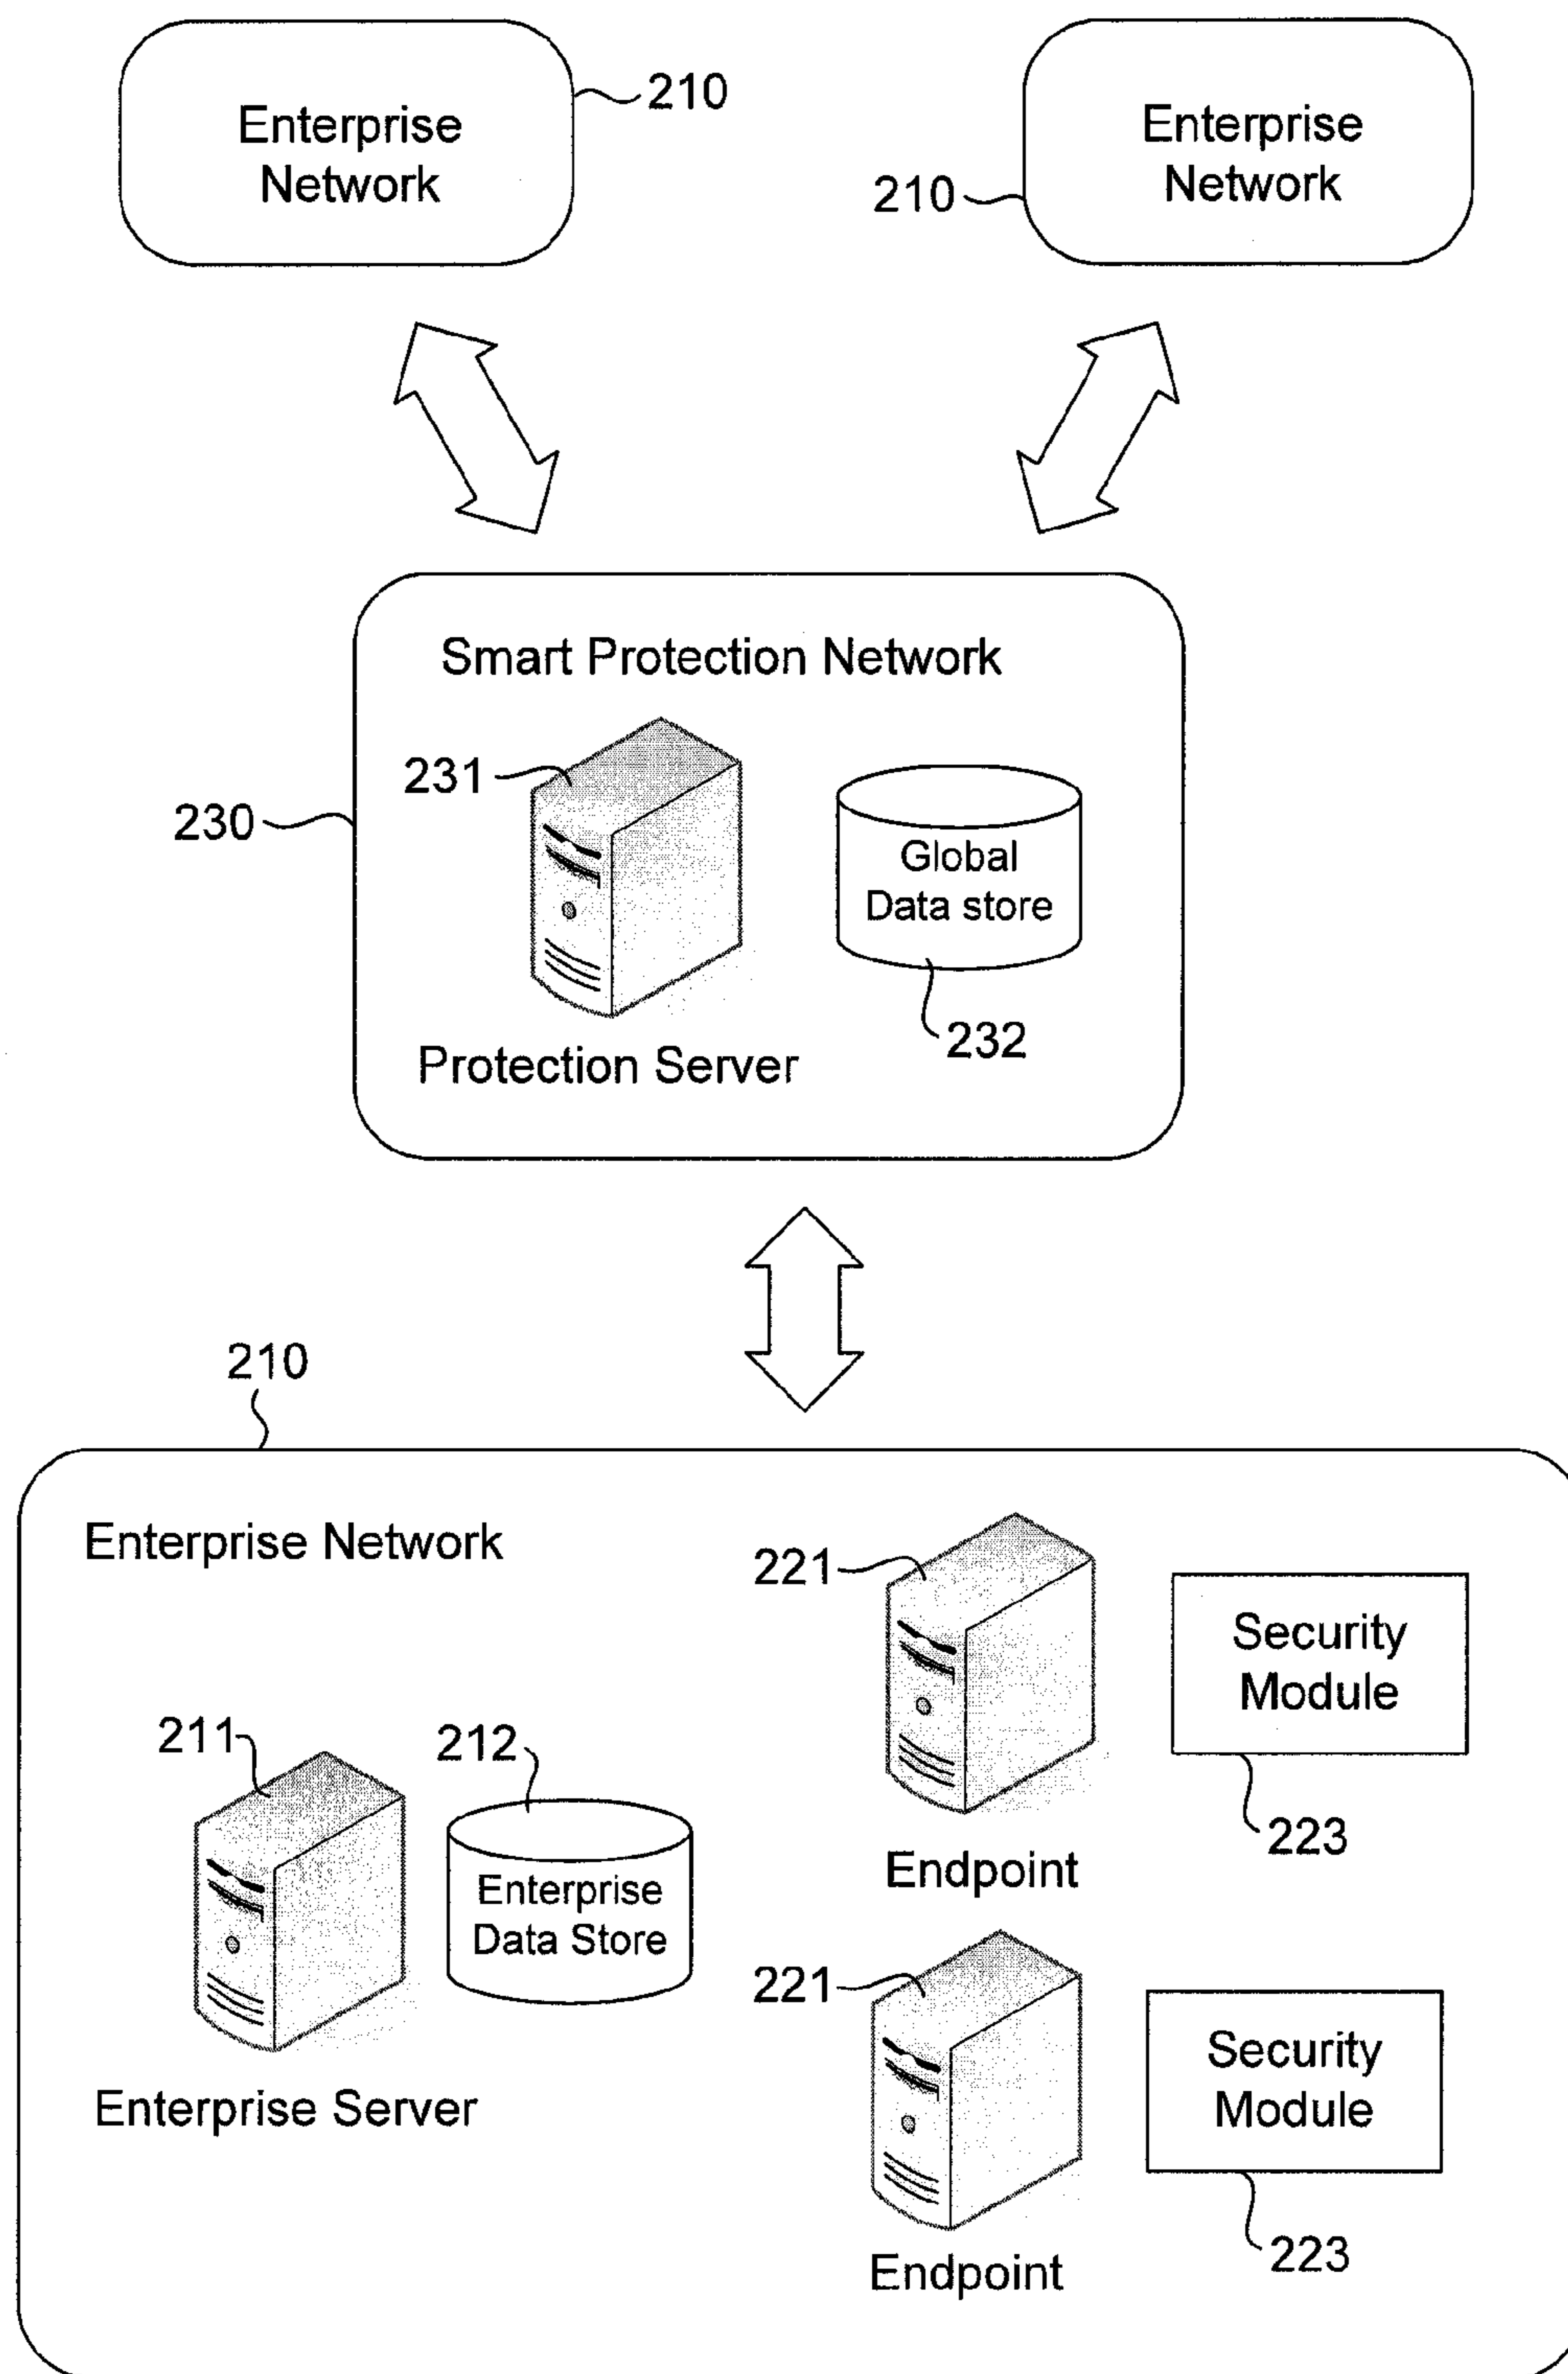 Enterprise
Network
210
Enterprise
Network
210
Smart Protection Network
231
230
Global
Data store
232
Protection Server
210
Enterprise Network
221
Security
Module
223
211
212
Enterprise
Data Store
Endpoint
Enterprise Server
221
Security
Module
223
Endpoint